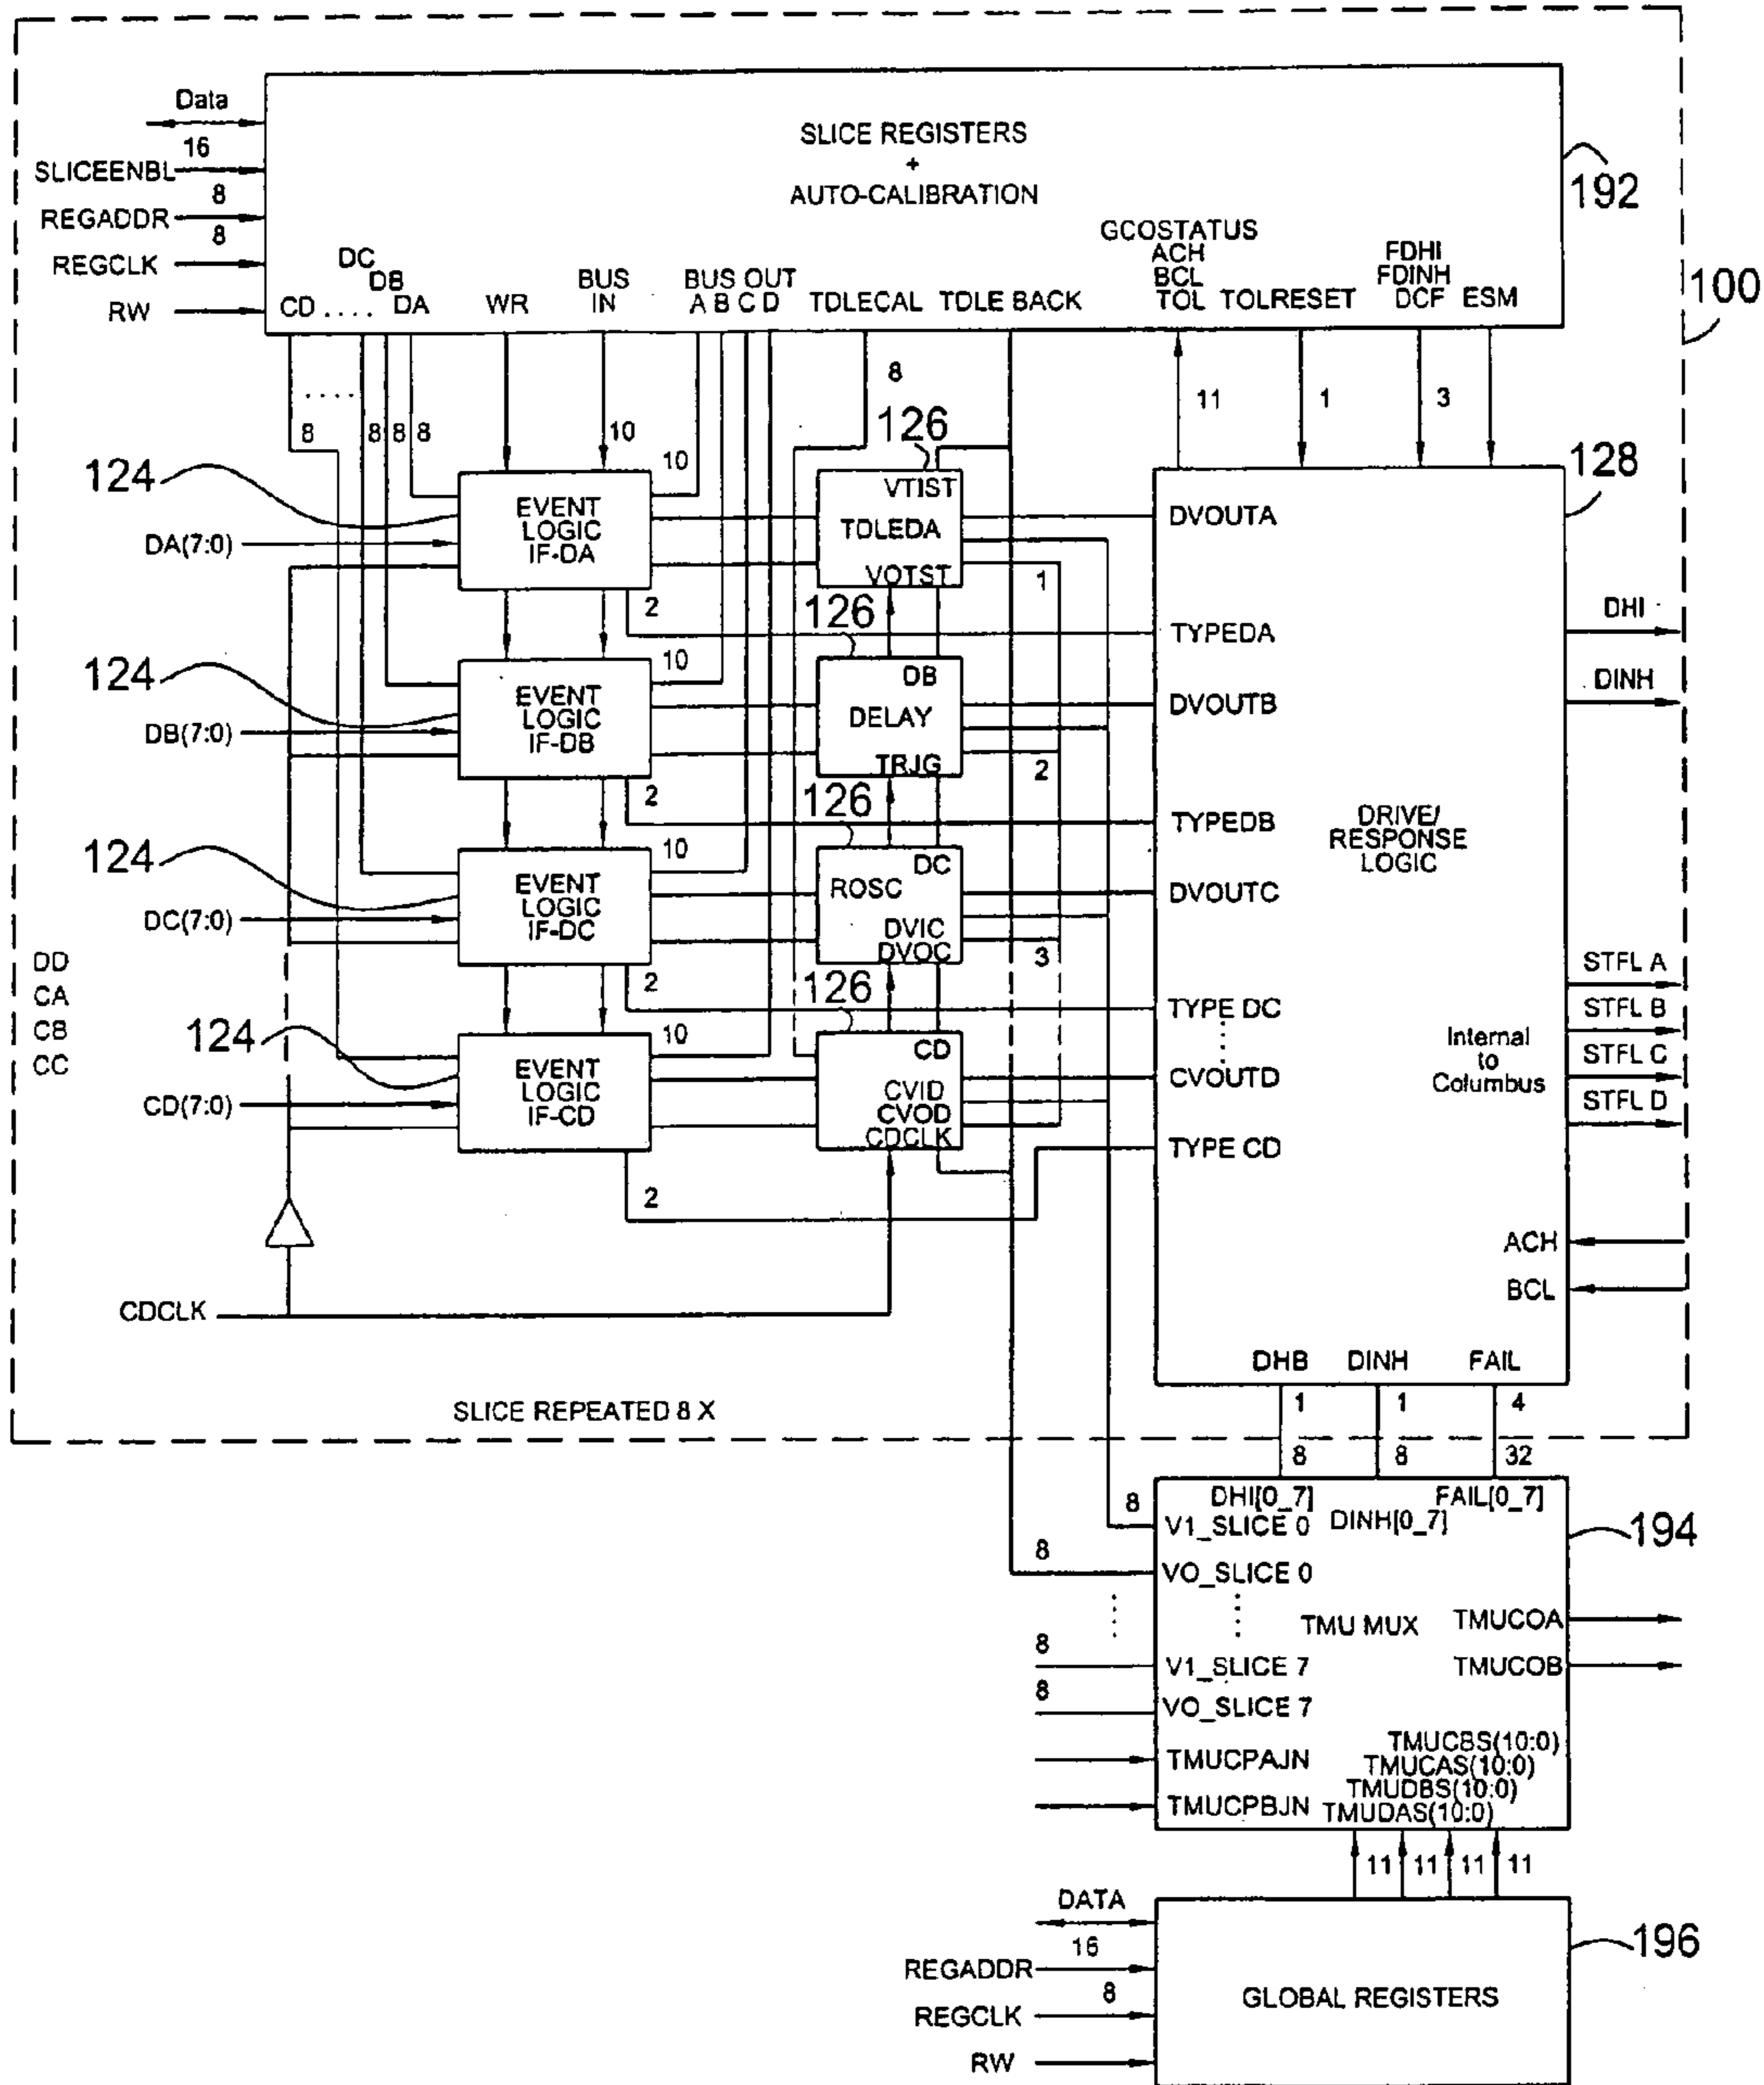 Data
16
SLICEENBL
8
REGADDR
8
REGCLK
RW
SLICE REGISTERS
+
AUTO-CALIBRATION
192
100
CD .... DC DB DA
WR
BUS IN
BUS OUT
A B C D
TDLECAL
TDLE BACK
GCOSTATUS
ACH
BCL
TOL
TOLRESET
FDHI
FDINH
DCF
ESM
.....
8
8
8
8
10
10
8
11
1
3
124
DA(7:0)
EVENT
LOGIC
IF-DA
126
VTIST
TDLEDA
VOTST
1
128
DVOUTA
2
TYPEDA
DHI
DINH
124
DB(7:0)
10
EVENT
LOGIC
IF-DB
126
DB
DELAY
TRJG
2
DVOUTB
2
TYPEDB
DRIVE/
RESPONSE
LOGIC
124
DC(7:0)
10
EVENT
LOGIC
IF-DC
126
DC
ROSC
DVIC
DVOC
3
DVOUTC
2
TYPE DC
DD
CA
CB
CC
124
CD(7:0)
10
EVENT
LOGIC
IF-CD
126
CD
CVID
CVOD
CDCLK
CVOUTD
2
TYPE CD
Internal
to
Columbus
STFL A
STFL B
STFL C
STFL D
ACH
BCL
CDCLK
DHB
DINH
FAIL
1
1
4
SLICE REPEATED 8 X
8
8
32
194
DHI[0_7]
DINH[0_7]
FAIL[0_7]
8
V1_SLICE 0
8
VO_SLICE 0
TMU MUX
TMUCOA
TMUCOB
8
V1_SLICE 7
8
VO_SLICE 7
TMUCPAJN
TMUCPBJN
TMUCBS(10:0)
TMUCAS(10:0)
TMUDBS(10:0)
TMUDAS(10:0)
11
11
11
11
DATA
16
REGADDR
8
REGCLK
RW
GLOBAL REGISTERS
196